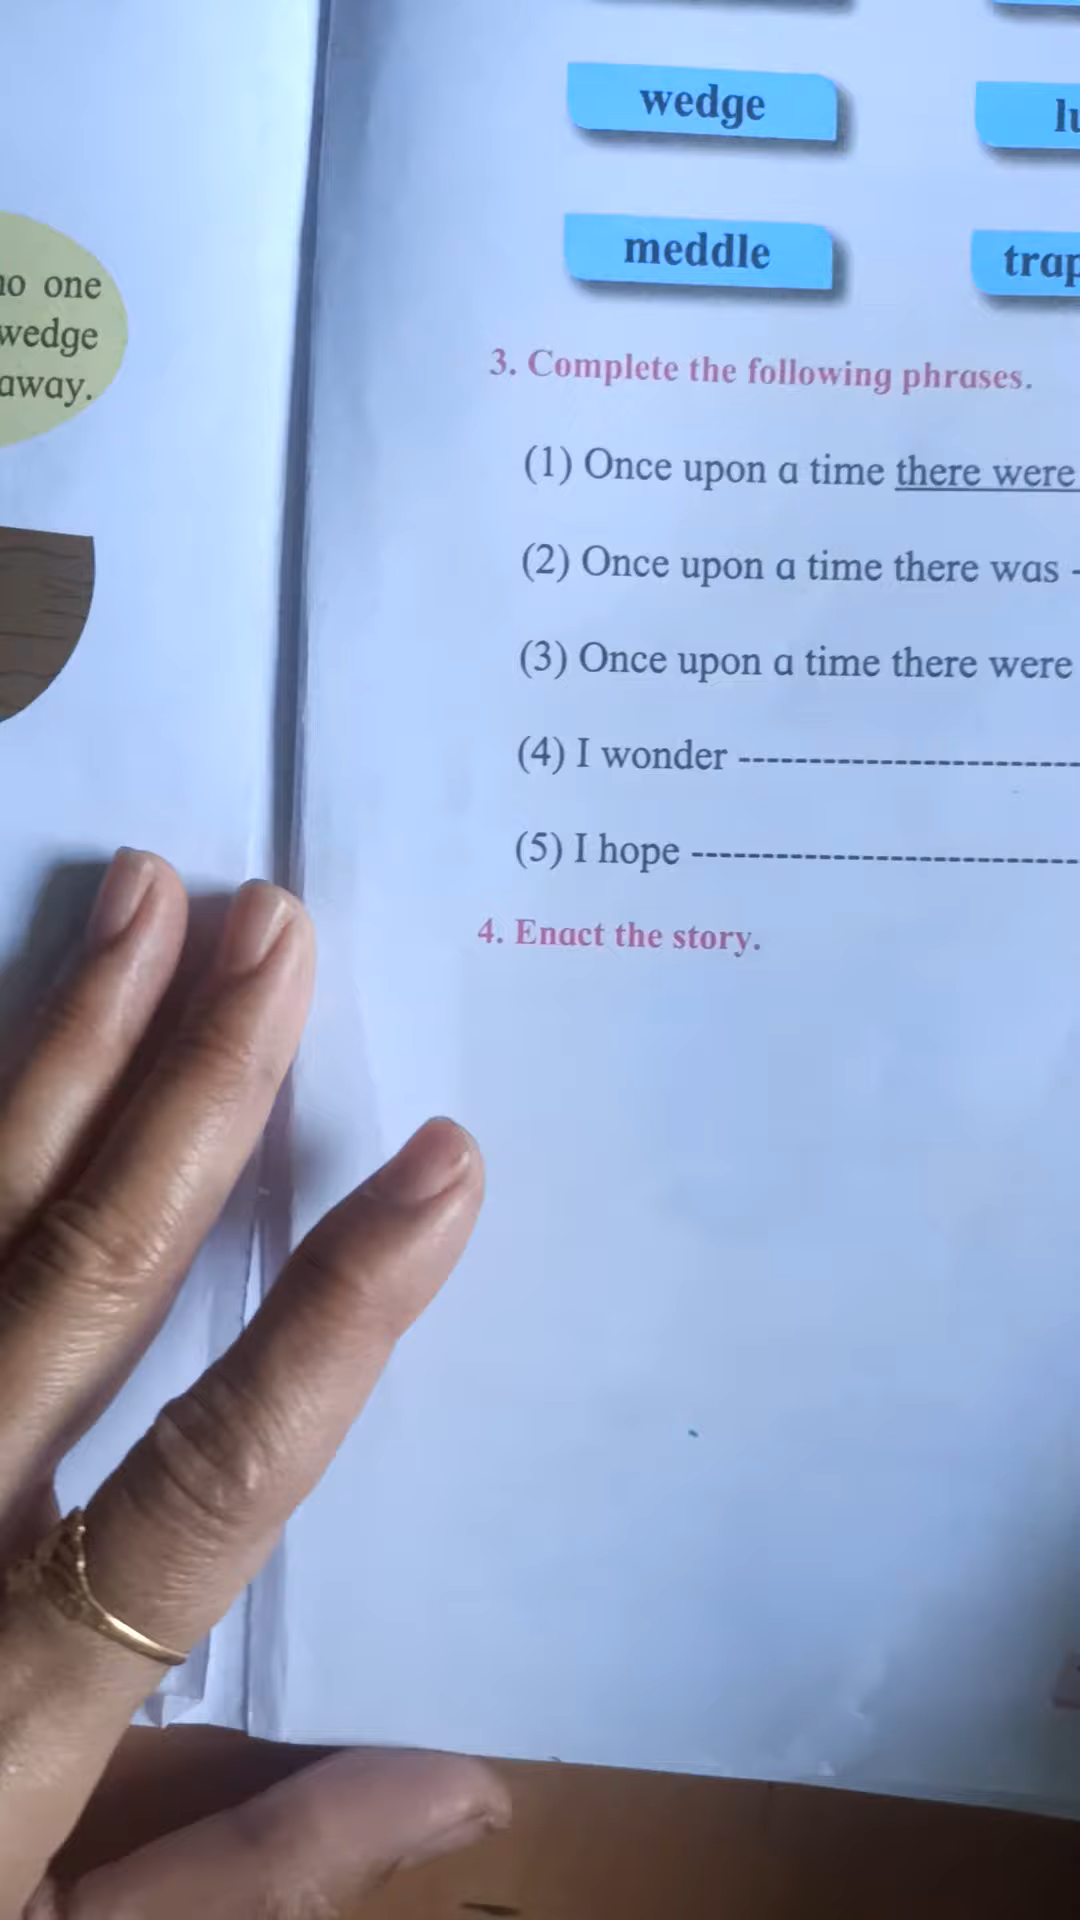 one
wedge
away.
wedge
meddle
3. Complete the following phrases.
(1) Once upon a time there were
(2) Once upon a time there was -
(3) Once upon a time there were
(4) I wonder ------------------------
(5) I hope ---------------------------
4. Enact the story.